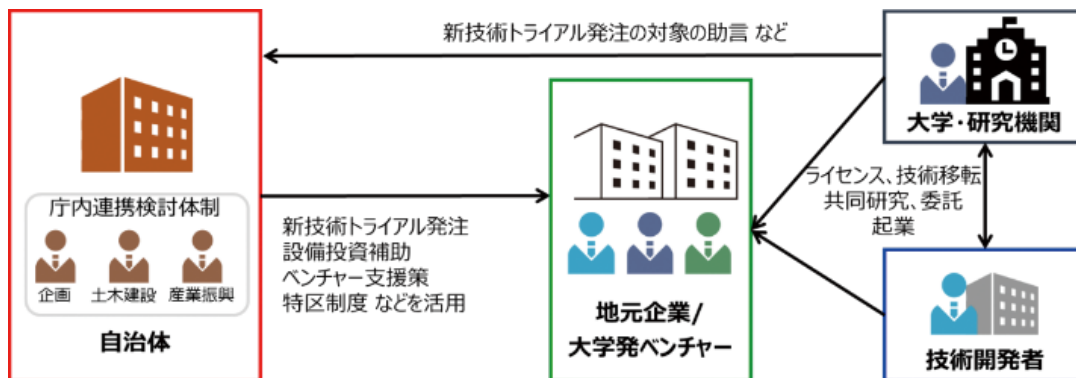 新技術トライアル発注の対象の助言 など
大学・研究機関
庁内連携検討体制
企画 土木建設 産業振興
自治体
新技術トライアル発注
設備投資補助
ベンチャー支援策
特区制度 などを活用
地元企業/
大学発ベンチャー
ライセンス、技術移転
共同研究、委託
起業
技術開発者